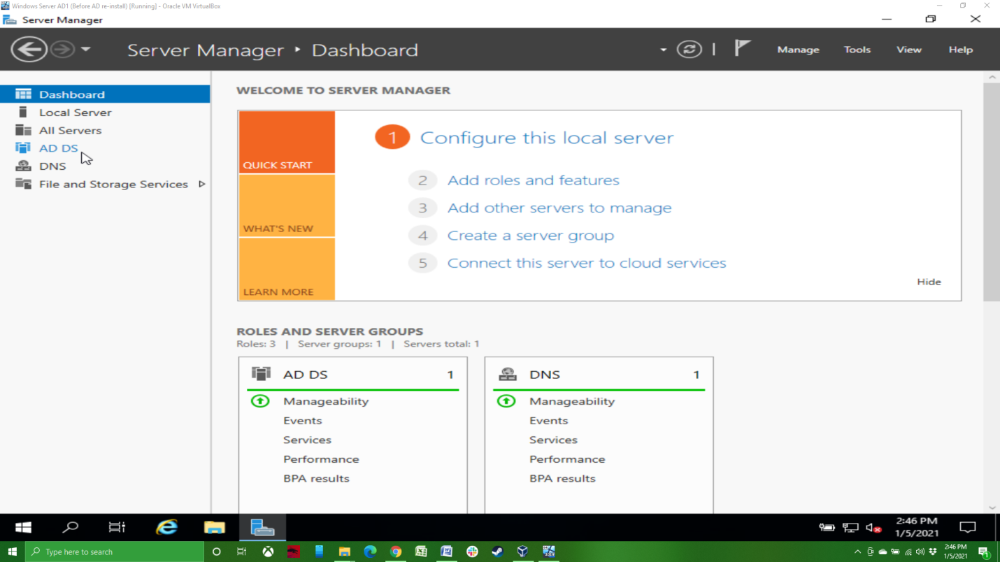 Windows Server AD1 (Before AD re-install) [Running] - Oracle VM VirtualBox
Server Manager
Server Manager ‣ Dashboard
Manage Tools View Help
Dashboard
Local Server
All Servers
AD DS
DNS
File and Storage Services
WELCOME TO SERVER MANAGER
QUICK START
WHAT'S NEW
LEARN MORE
1 Configure this local server
2 Add roles and features
3 Add other servers to manage
4 Create a server group
5 Connect this server to cloud services
Hide
ROLES AND SERVER GROUPS
Roles: 3 | Server groups: 1 | Servers total: 1
AD DS 1
Manageability
Events
Services
Performance
BPA results
DNS 1
Manageability
Events
Services
Performance
BPA results
2:46 PM
1/5/2021
Type here to search
2:46 PM
1/5/2021
1